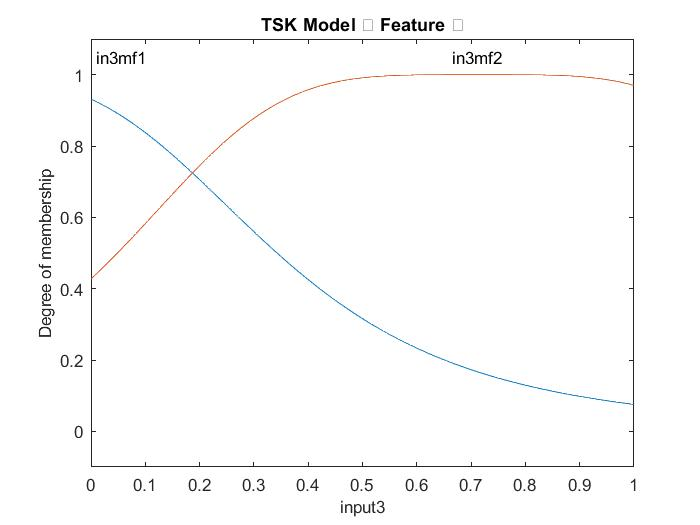 TSK Model Feature
in3mf1
in3mf2
Degree of membership
1
0.8
0.6
0.4
0.2
0
0 0.1 0.2 0.3 0.4 0.5 0.6 0.7 0.8 0.9 1
input3